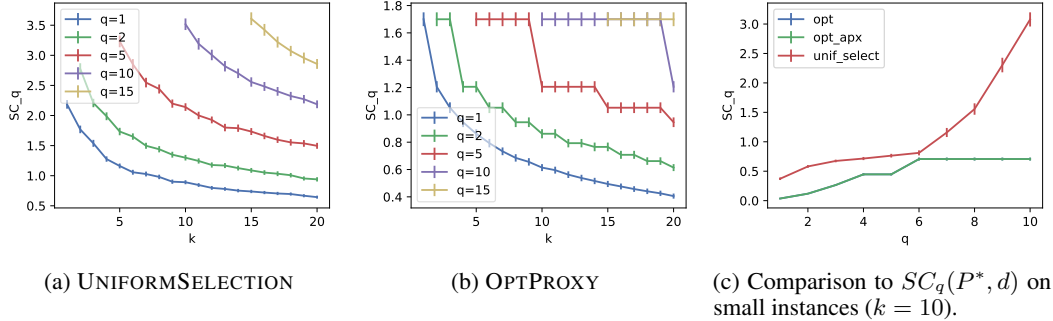 q=1
q=2
q=5
q=10
q=15
3.5
3.0
2.5
2.0
1.5
1.0
0.5
SC_q
5 10 15 20
k
(a) UNIFORMSELECTION
1.8
1.6
1.4
1.2
1.0
0.8
0.6
0.4
SC_q
q=1
q=2
q=5
q=10
q=15
5 10 15 20
k
(b) OPTPROXY
opt
opt_apx
unif_select
3.0
2.5
2.0
1.5
1.0
0.5
0.0
SC_q
2 4 6 8 10
q
(c) Comparison to SC_q(P*, d) on
small instances (k = 10).